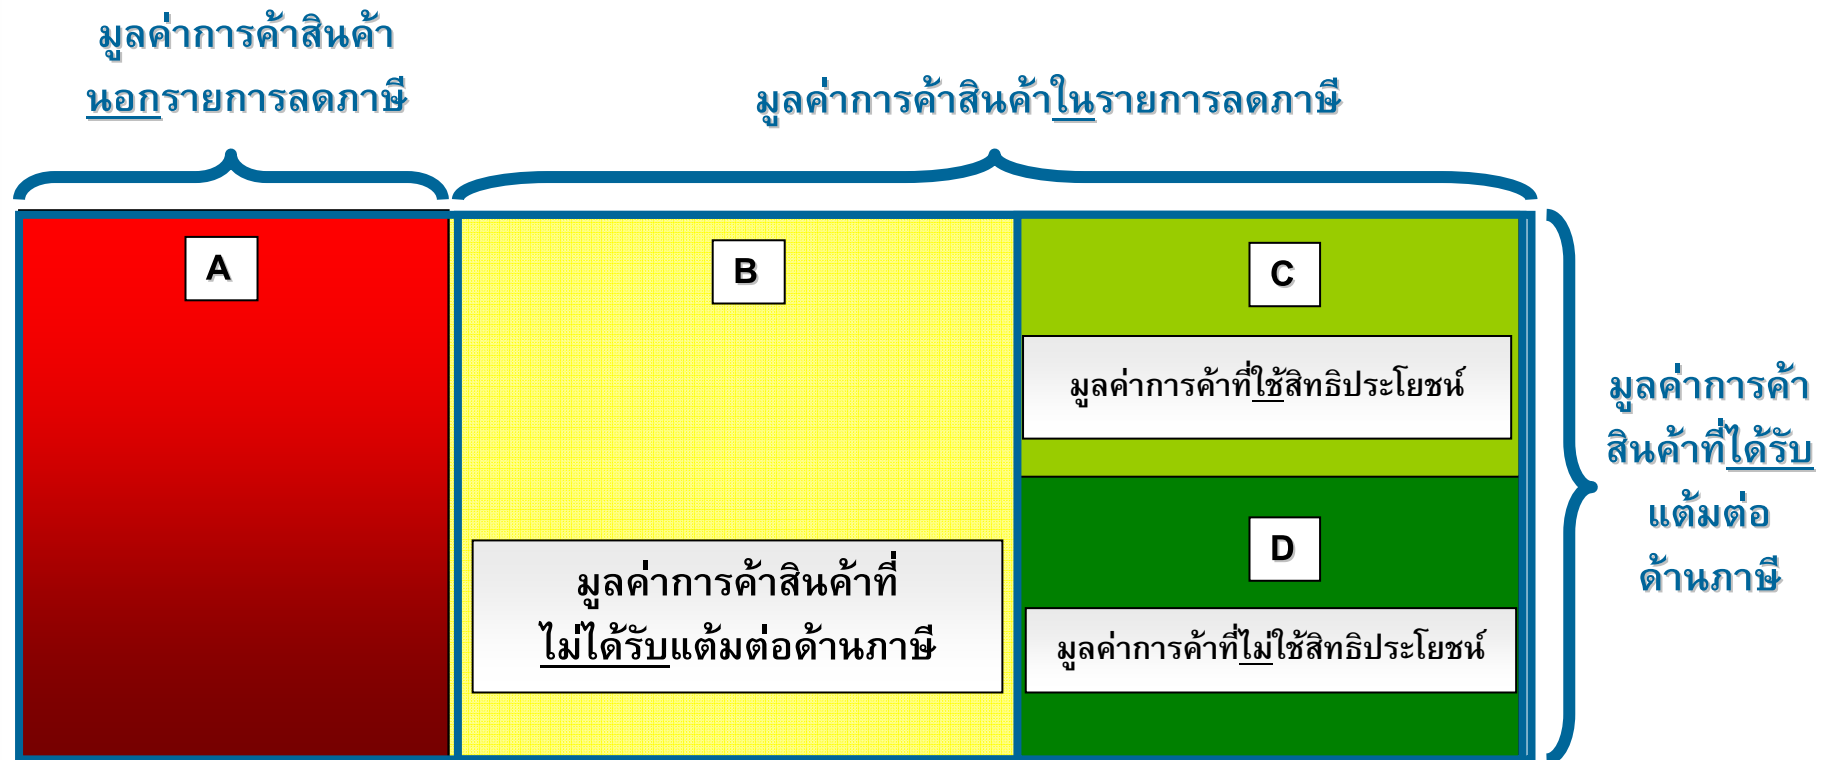 มูลค่าการค้าสินค้า
นอกรายการลดภาษี
มูลค่าการค้าสินค้าในรายการลดภาษี
A
B
C
มูลค่าการค้าที่ใช้สิทธิประโยชน์
D
มูลค่าการค้าสินค้าที่
ไม่ได้รับแต้มต่อด้านภาษี
มูลค่าการค้าที่ไม่ใช้สิทธิประโยชน์
มูลค่าการค้า
สินค้าที่ได้รับ
แต้มต่อ
ด้านภาษี